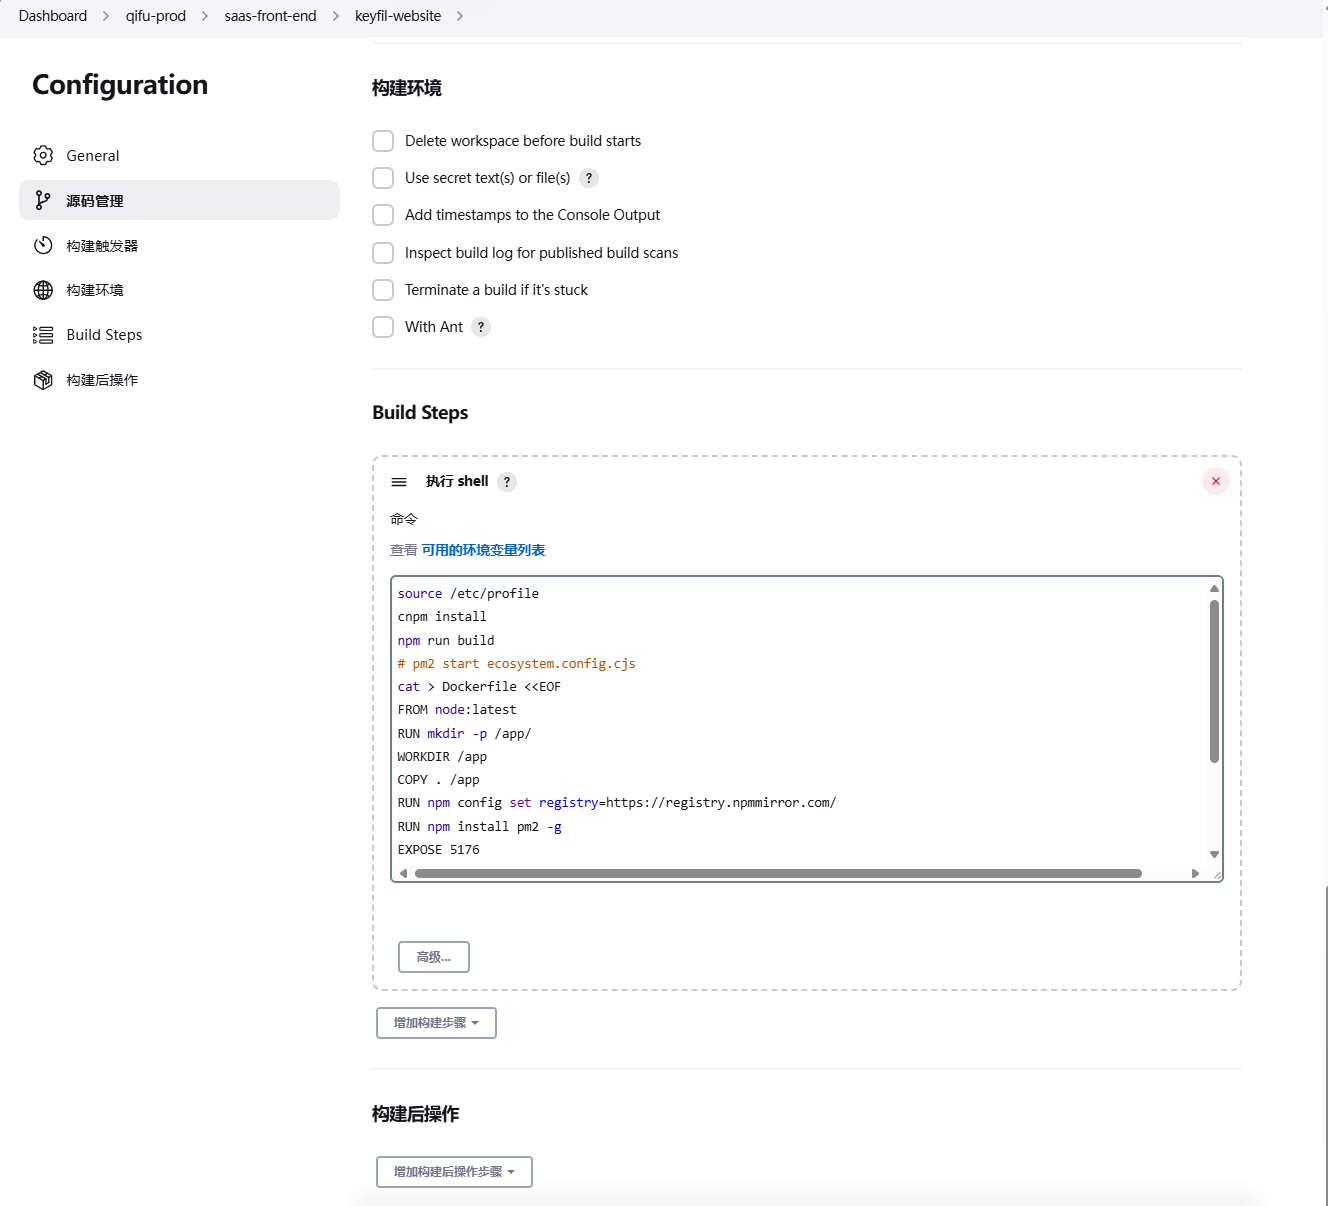 Dashboard > qifu-prod > saas-front-end > keyfil-website >
Configuration
General
源码管理
构建触发器
构建环境
Build Steps
构建后操作
构建环境
Delete workspace before build starts
Use secret text(s) or file(s) ?
Add timestamps to the Console Output
Inspect build log for published build scans
Terminate a build if it's stuck
With Ant ?
Build Steps
执行 shell ?
命令
查看 可用的环境变量列表
source /etc/profile
cnpm install
npm run build
# pm2 start ecosystem.config.cjs
cat > Dockerfile <<EOF
FROM node:latest
RUN mkdir -p /app/
WORKDIR /app
COPY . /app
RUN npm config set registry=https://registry.npmmirror.com/
RUN npm install pm2 -g
EXPOSE 5176
高级...
增加构建步骤
构建后操作
增加构建后操作步骤